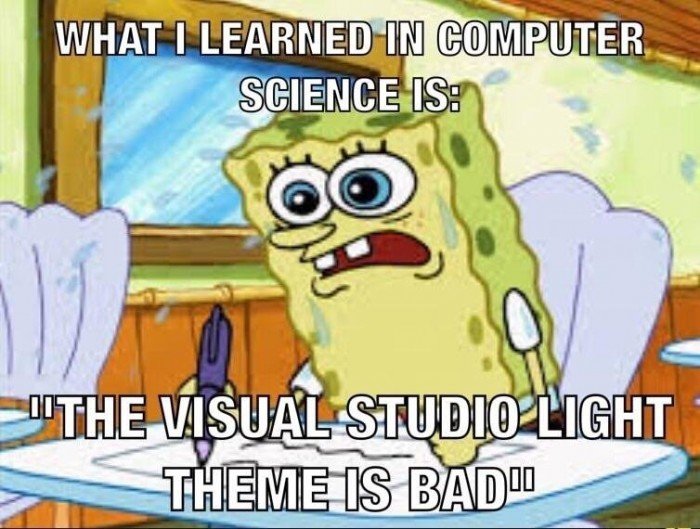 WHAT I LEARNED IN COMPUTER
SCIENCE IS:
"THE VISUAL STUDIO LIGHT
THEME IS BAD"